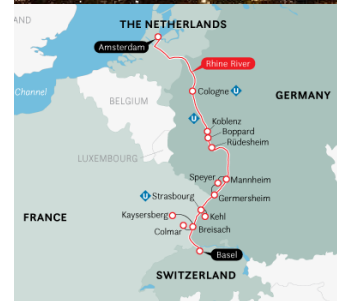 THE NETHERLANDS
Amsterdam
Rhine River
Channel
Cologne
BELGIUM
GERMANY
Koblenz
Boppard
Rüdesheim
LUXEMBOURG
Speyer
Mannheim
Germersheim
Strasbourg
Kaysersberg
Kehl
FRANCE
Colmar
Breisach
Basel
SWITZERLAND